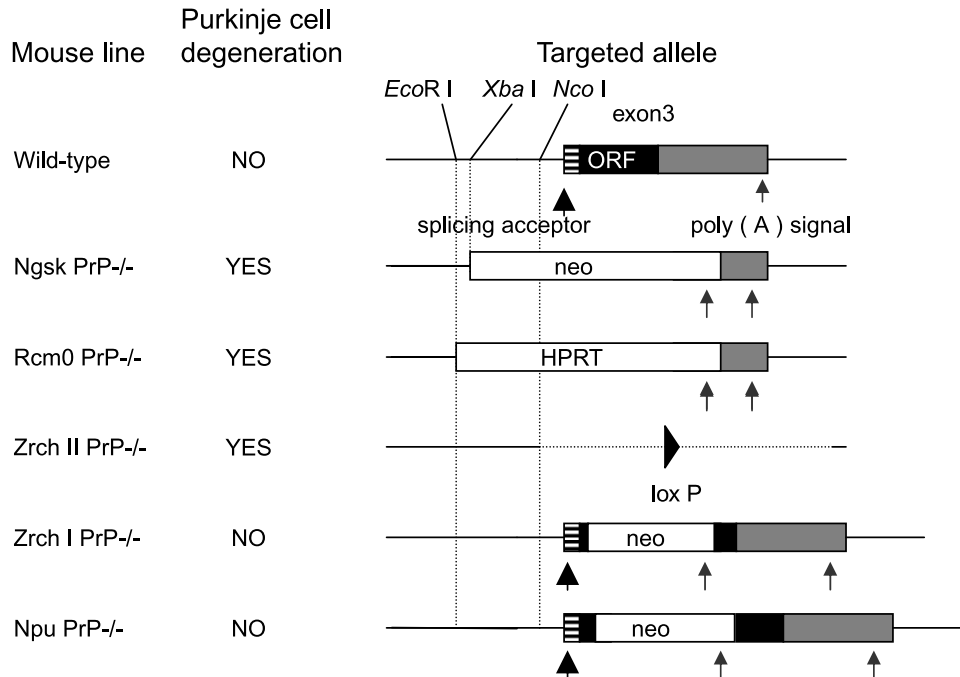 Purkinje cell
Mouse line degeneration Targeted allele
EcoR I Xba I Nco I
exon3
Wild-type NO ORF
splicing acceptor poly ( A ) signal
Ngsk PrP-/- YES neo
Rcm0 PrP-/- YES HPRT
Zrch II PrP-/- YES
lox P
Zrch I PrP-/- NO neo
Npu PrP-/- NO neo